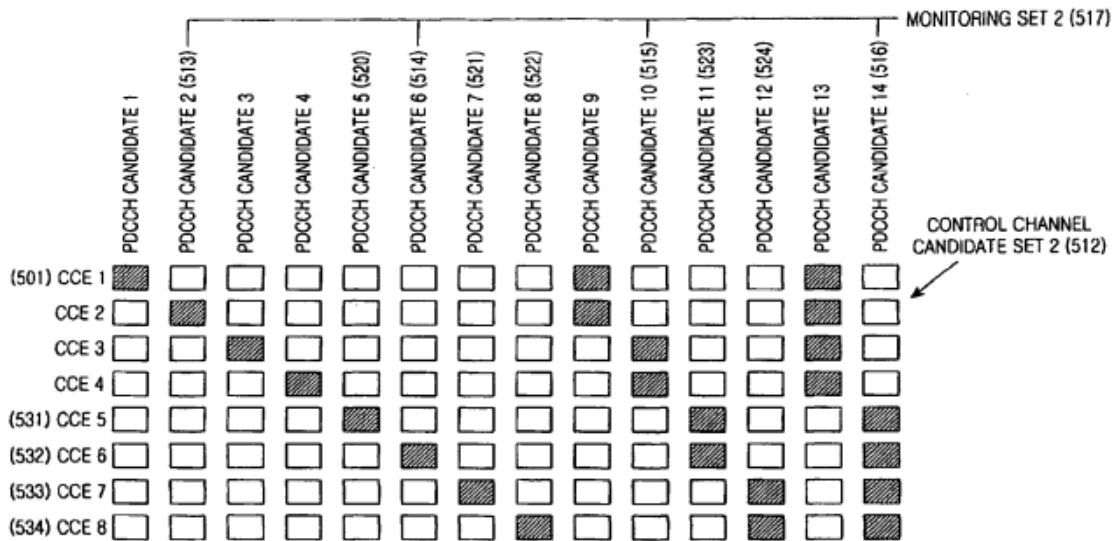 MONITORING SET 2 (517)
PDCCH CANDIDATE 1
PDCCH CANDIDATE 2 (513)
PDCCH CANDIDATE 3
PDCCH CANDIDATE 4
PDCCH CANDIDATE 5 (520)
PDCCH CANDIDATE 6 (514)
PDCCH CANDIDATE 7 (521)
PDCCH CANDIDATE 8 (522)
PDCCH CANDIDATE 9
PDCCH CANDIDATE 10 (515)
PDCCH CANDIDATE 11 (523)
PDCCH CANDIDATE 12 (524)
PDCCH CANDIDATE 13
PDCCH CANDIDATE 14 (516)
CONTROL CHANNEL
CANDIDATE SET 2 (512)
(501) CCE 1
CCE 2
CCE 3
CCE 4
(531) CCE 5
(532) CCE 6
(533) CCE 7
(534) CCE 8